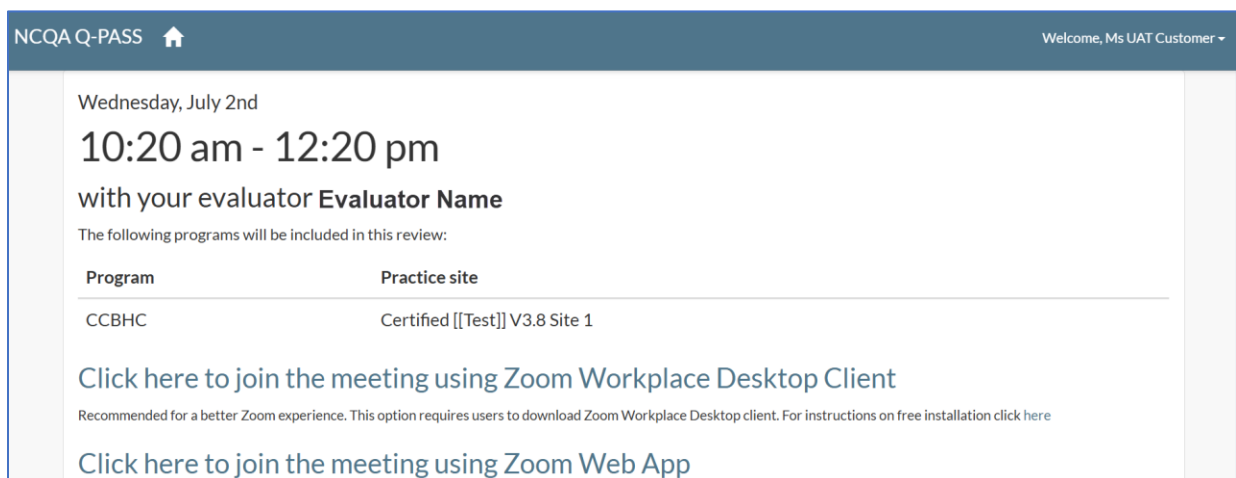 NCQA Q-PASS
Welcome, Ms UAT Customer
Wednesday, July 2nd
10:20 am - 12:20 pm
with your evaluator Evaluator Name
The following programs will be included in this review:
Program Practice site
CCBHC Certified [[Test]] V3.8 Site 1
Click here to join the meeting using Zoom Workplace Desktop Client
Recommended for a better Zoom experience. This option requires users to download Zoom Workplace Desktop client. For instructions on free installation click here
Click here to join the meeting using Zoom Web App